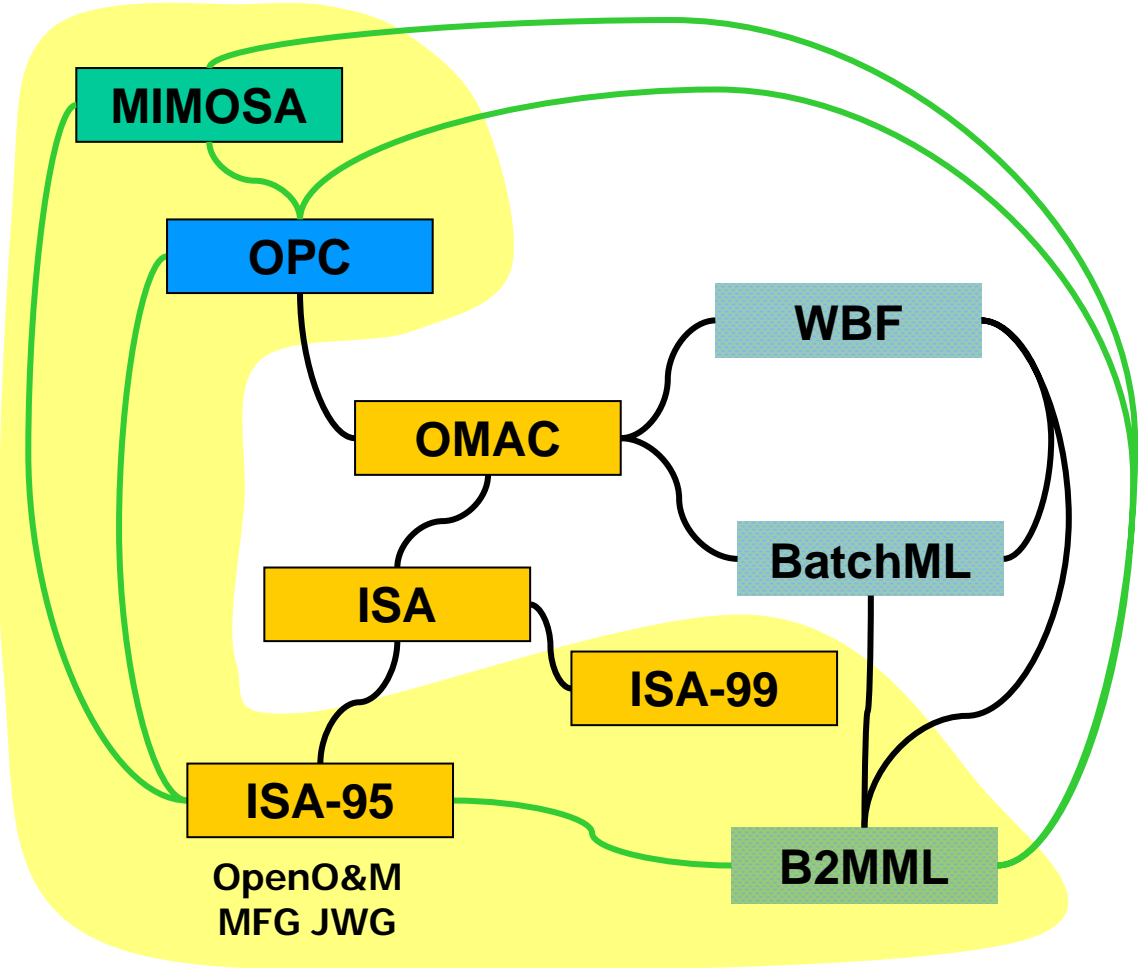 MIMOSA
OPC
WBF
OMAC
BatchML
ISA
ISA-99
ISA-95
B2MML
OpenO&M
MFG JWG